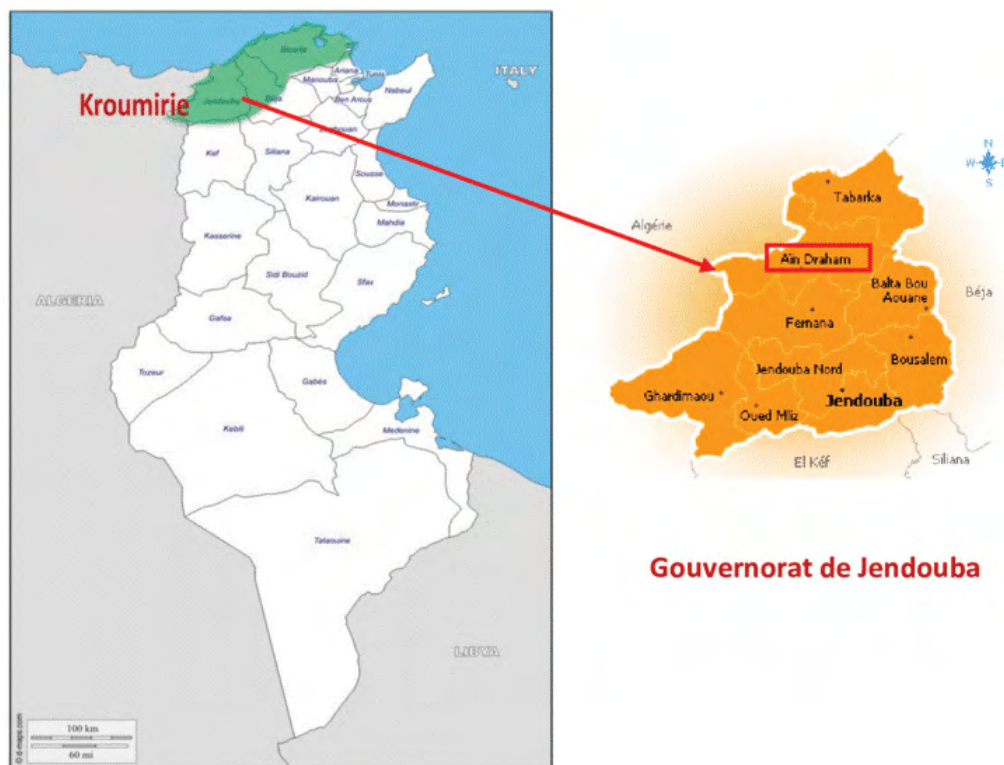 Bizerte
Ariana
Tunis
Manouba
ITALY
Kroumirie
Jendouba
Béja
Ben Arous
Nabeul
Zaghouan
Kef
Siliana
Sousse
Kairouan
Monastir
Mahdia
Kasserine
Sidi Bouzid
Sfax
ALGERIA
Gafsa
Tozeur
Gabès
Kebili
Medenine
Tataouine
LIBYA
100 km
60 mi
© d-maps.com
N
W
E
S
Tabarka
Algérie
Aïn Draham
Balta Bou
Aouane
Béja
Fernana
Bousalem
Jendouba Nord
Ghardimaou
Jendouba
Oued Mliz
El Kéf
Siliana
Gouvernorat de Jendouba